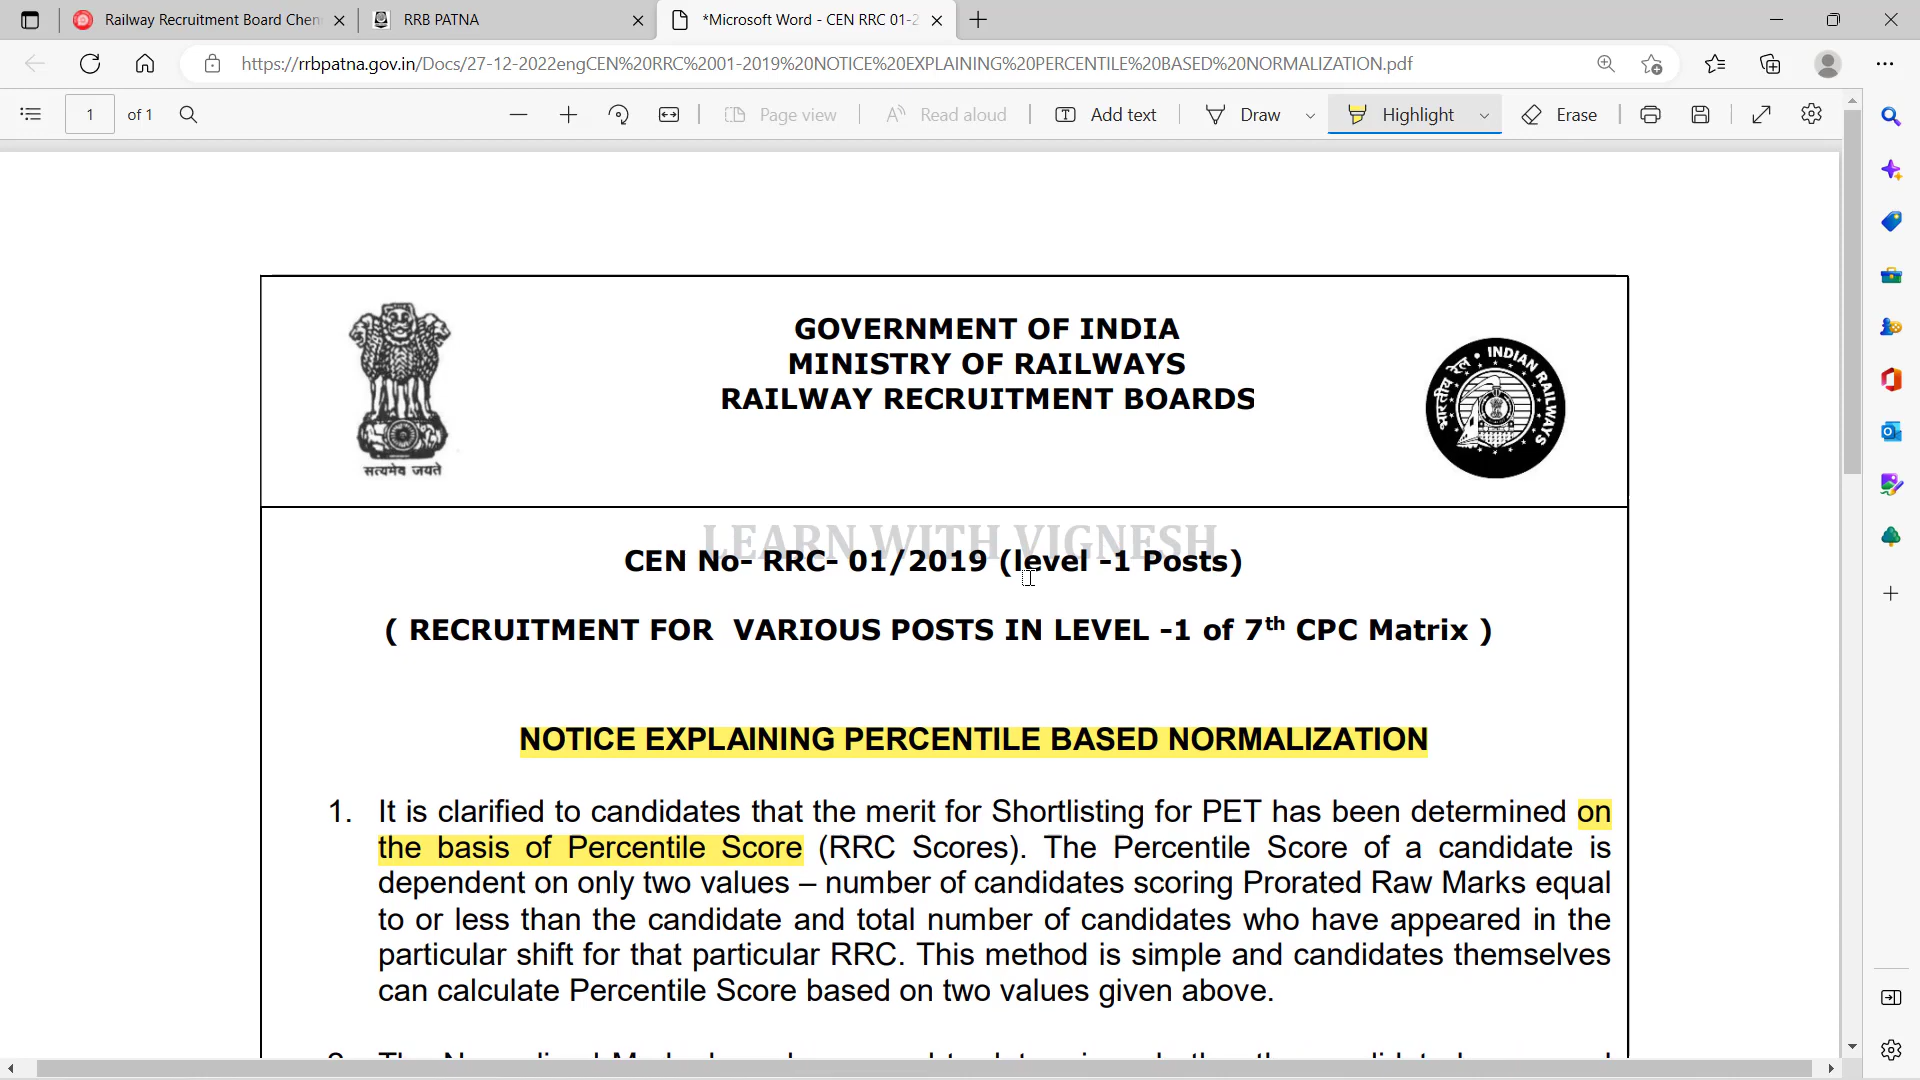 Railway Recruitment Board Chen
RRB PATNA
*Microsoft Word - CEN RRC 01-2
https://rrbpatna.gov.in/Docs/27-12-2022engCEN%20RRC%2001-2019%20NOTICE%20EXPLAINING%20PERCENTILE%20BASED%20NORMALIZATION.pdf
1 of 1 Page view Read aloud Add text Draw Highlight Erase
GOVERNMENT OF INDIA
MINISTRY OF RAILWAYS
RAILWAY RECRUITMENT BOARDS
सत्यमेव जयते
भारतीय रेल • INDIAN RAILWAYS
LEARN WITH VIGNESH
CEN No- RRC- 01/2019 (level -1 Posts)
( RECRUITMENT FOR VARIOUS POSTS IN LEVEL -1 of 7th CPC Matrix )
NOTICE EXPLAINING PERCENTILE BASED NORMALIZATION
1. It is clarified to candidates that the merit for Shortlisting for PET has been determined on
the basis of Percentile Score (RRC Scores). The Percentile Score of a candidate is
dependent on only two values – number of candidates scoring Prorated Raw Marks equal
to or less than the candidate and total number of candidates who have appeared in the
particular shift for that particular RRC. This method is simple and candidates themselves
can calculate Percentile Score based on two values given above.